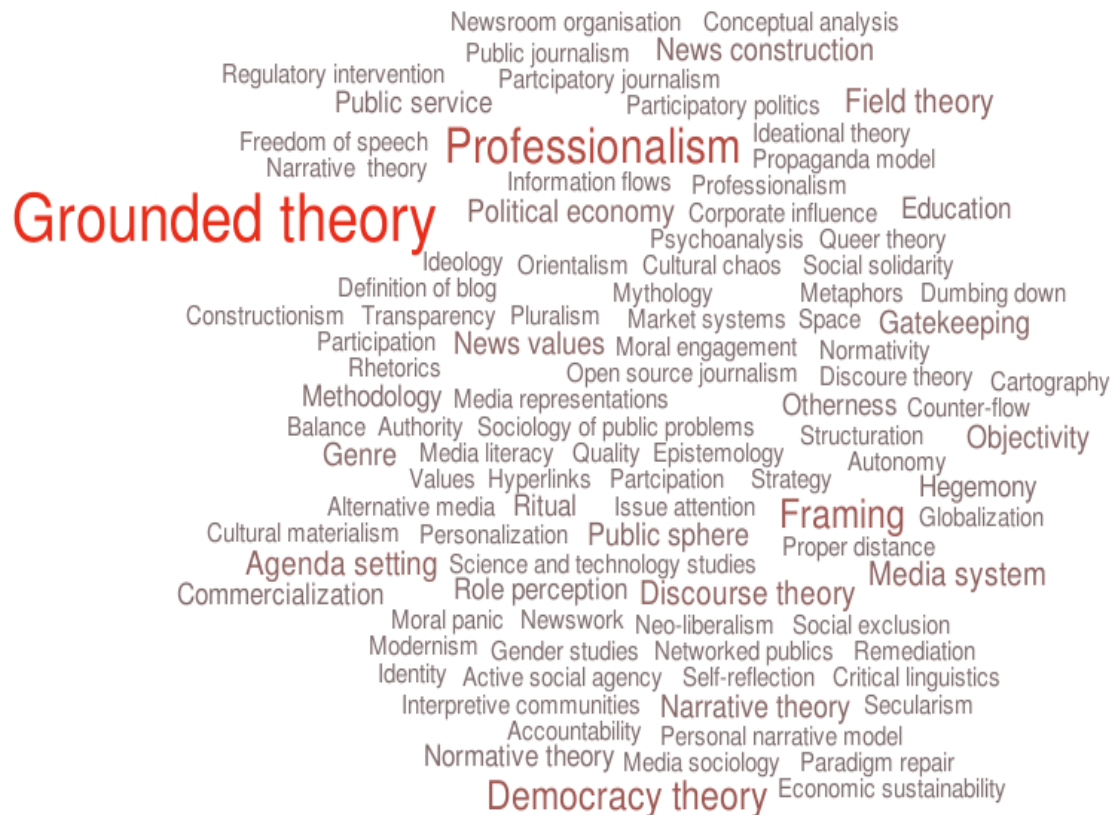 Newsroom organisation Conceptual analysis
Public journalism News construction
Regulatory intervention Partcipatory journalism
Public service Participatory politics Field theory
Freedom of speech Professionalism Ideational theory
Narrative theory Propaganda model
Information flows Professionalism
Grounded theory Political economy Corporate influence Education
Psychoanalysis Queer theory
Ideology Orientalism Cultural chaos Social solidarity
Definition of blog Mythology Metaphors Dumbing down
Constructionism Transparency Pluralism Market systems Space Gatekeeping
Participation News values Moral engagement Normativity
Rhetorics Open source journalism Discoure theory Cartography
Methodology Media representations Otherness Counter-flow
Balance Authority Sociology of public problems Structuration Objectivity
Genre Media literacy Quality Epistemology Autonomy
Values Hyperlinks Partcipation Strategy Hegemony
Alternative media Ritual Issue attention Framing Globalization
Cultural materialism Personalization Public sphere Proper distance
Agenda setting Science and technology studies Media system
Commercialization Role perception Discourse theory
Moral panic Newswork Neo-liberalism Social exclusion
Modernism Gender studies Networked publics Remediation
Identity Active social agency Self-reflection Critical linguistics
Interpretive communities Narrative theory Secularism
Accountability Personal narrative model
Normative theory Media sociology Paradigm repair
Democracy theory Economic sustainability